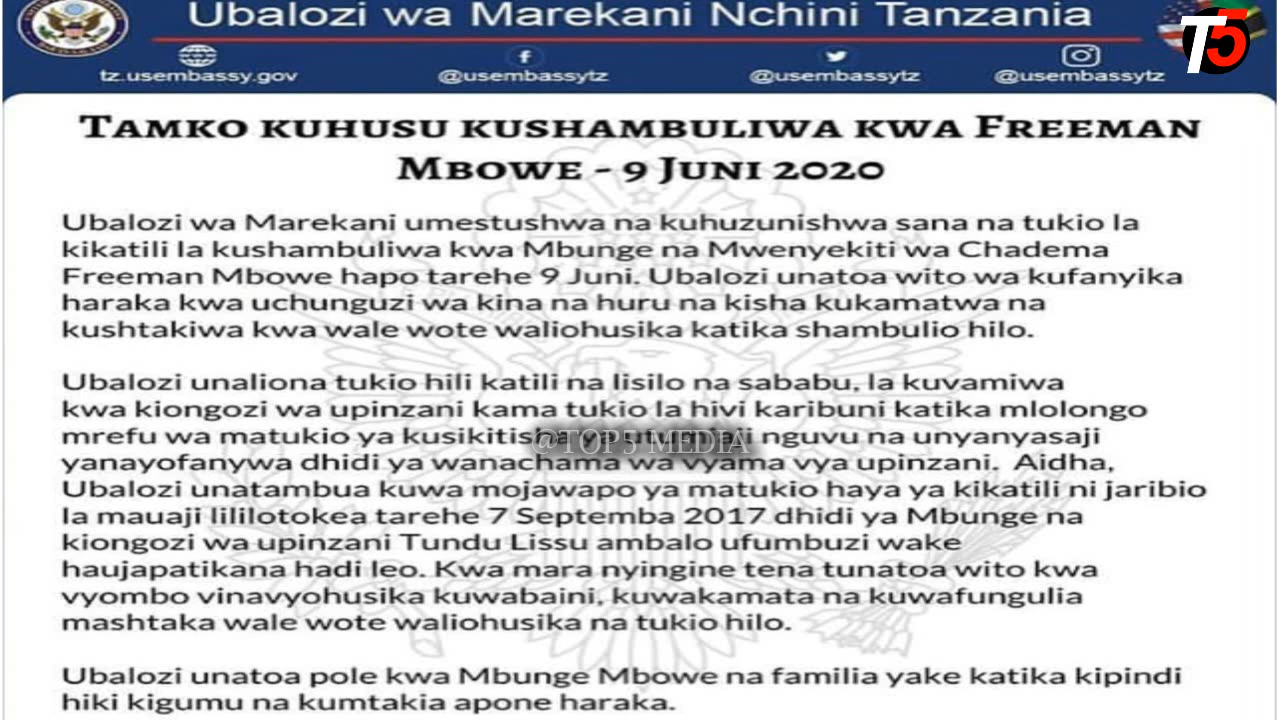 Ubalozi wa Marekani Nchini Tanzania
T5
tz.usembassy.gov
@usembassytz
@usembassytz
@usembassytz
TAMKO KUHUSU KUSHAMBULIWA KWA FREEMAN
MBOWE - 9 JUNI 2020
Ubalozi wa Marekani umestushwa na kuhuzunishwa sana na tukio la
kikatili la kushambuliwa kwa Mbunge na Mwenyekiti wa Chadema
Freeman Mbowe hapo tarehe 9 Juni. Ubalozi unatoa wito wa kufanyika
haraka kwa uchunguzi wa kina na huru na kisha kukamatwa na
kushtakiwa kwa wale wote waliohusika katika shambulio hilo.
Ubalozi unaliona tukio hili katili na lisilo na sababu, la kuvamiwa
kwa kiongozi wa upinzani kama tukio la hivi karibuni katika mlolongo
mrefu wa matukio ya kusikitisha ya utumiaji nguvu na unyanyasaji
@TOP 5 MEDIA
yanayofanywa dhidi ya wanachama wa vyama vya upinzani. Aidha,
Ubalozi unatambua kuwa mojawapo ya matukio haya ya kikatili ni jaribio
la mauaji lililotokea tarehe 7 Septemba 2017 dhidi ya Mbunge na
kiongozi wa upinzani Tundu Lissu ambalo ufumbuzi wake
haujapatikana hadi leo. Kwa mara nyingine tena tunatoa wito kwa
vyombo vinavyohusika kuwabaini, kuwakamata na kuwafungulia
mashtaka wale wote waliohusika na tukio hilo.
Ubalozi unatoa pole kwa Mbunge Mbowe na familia yake katika kipindi
hiki kigumu na kumtakia apone haraka.